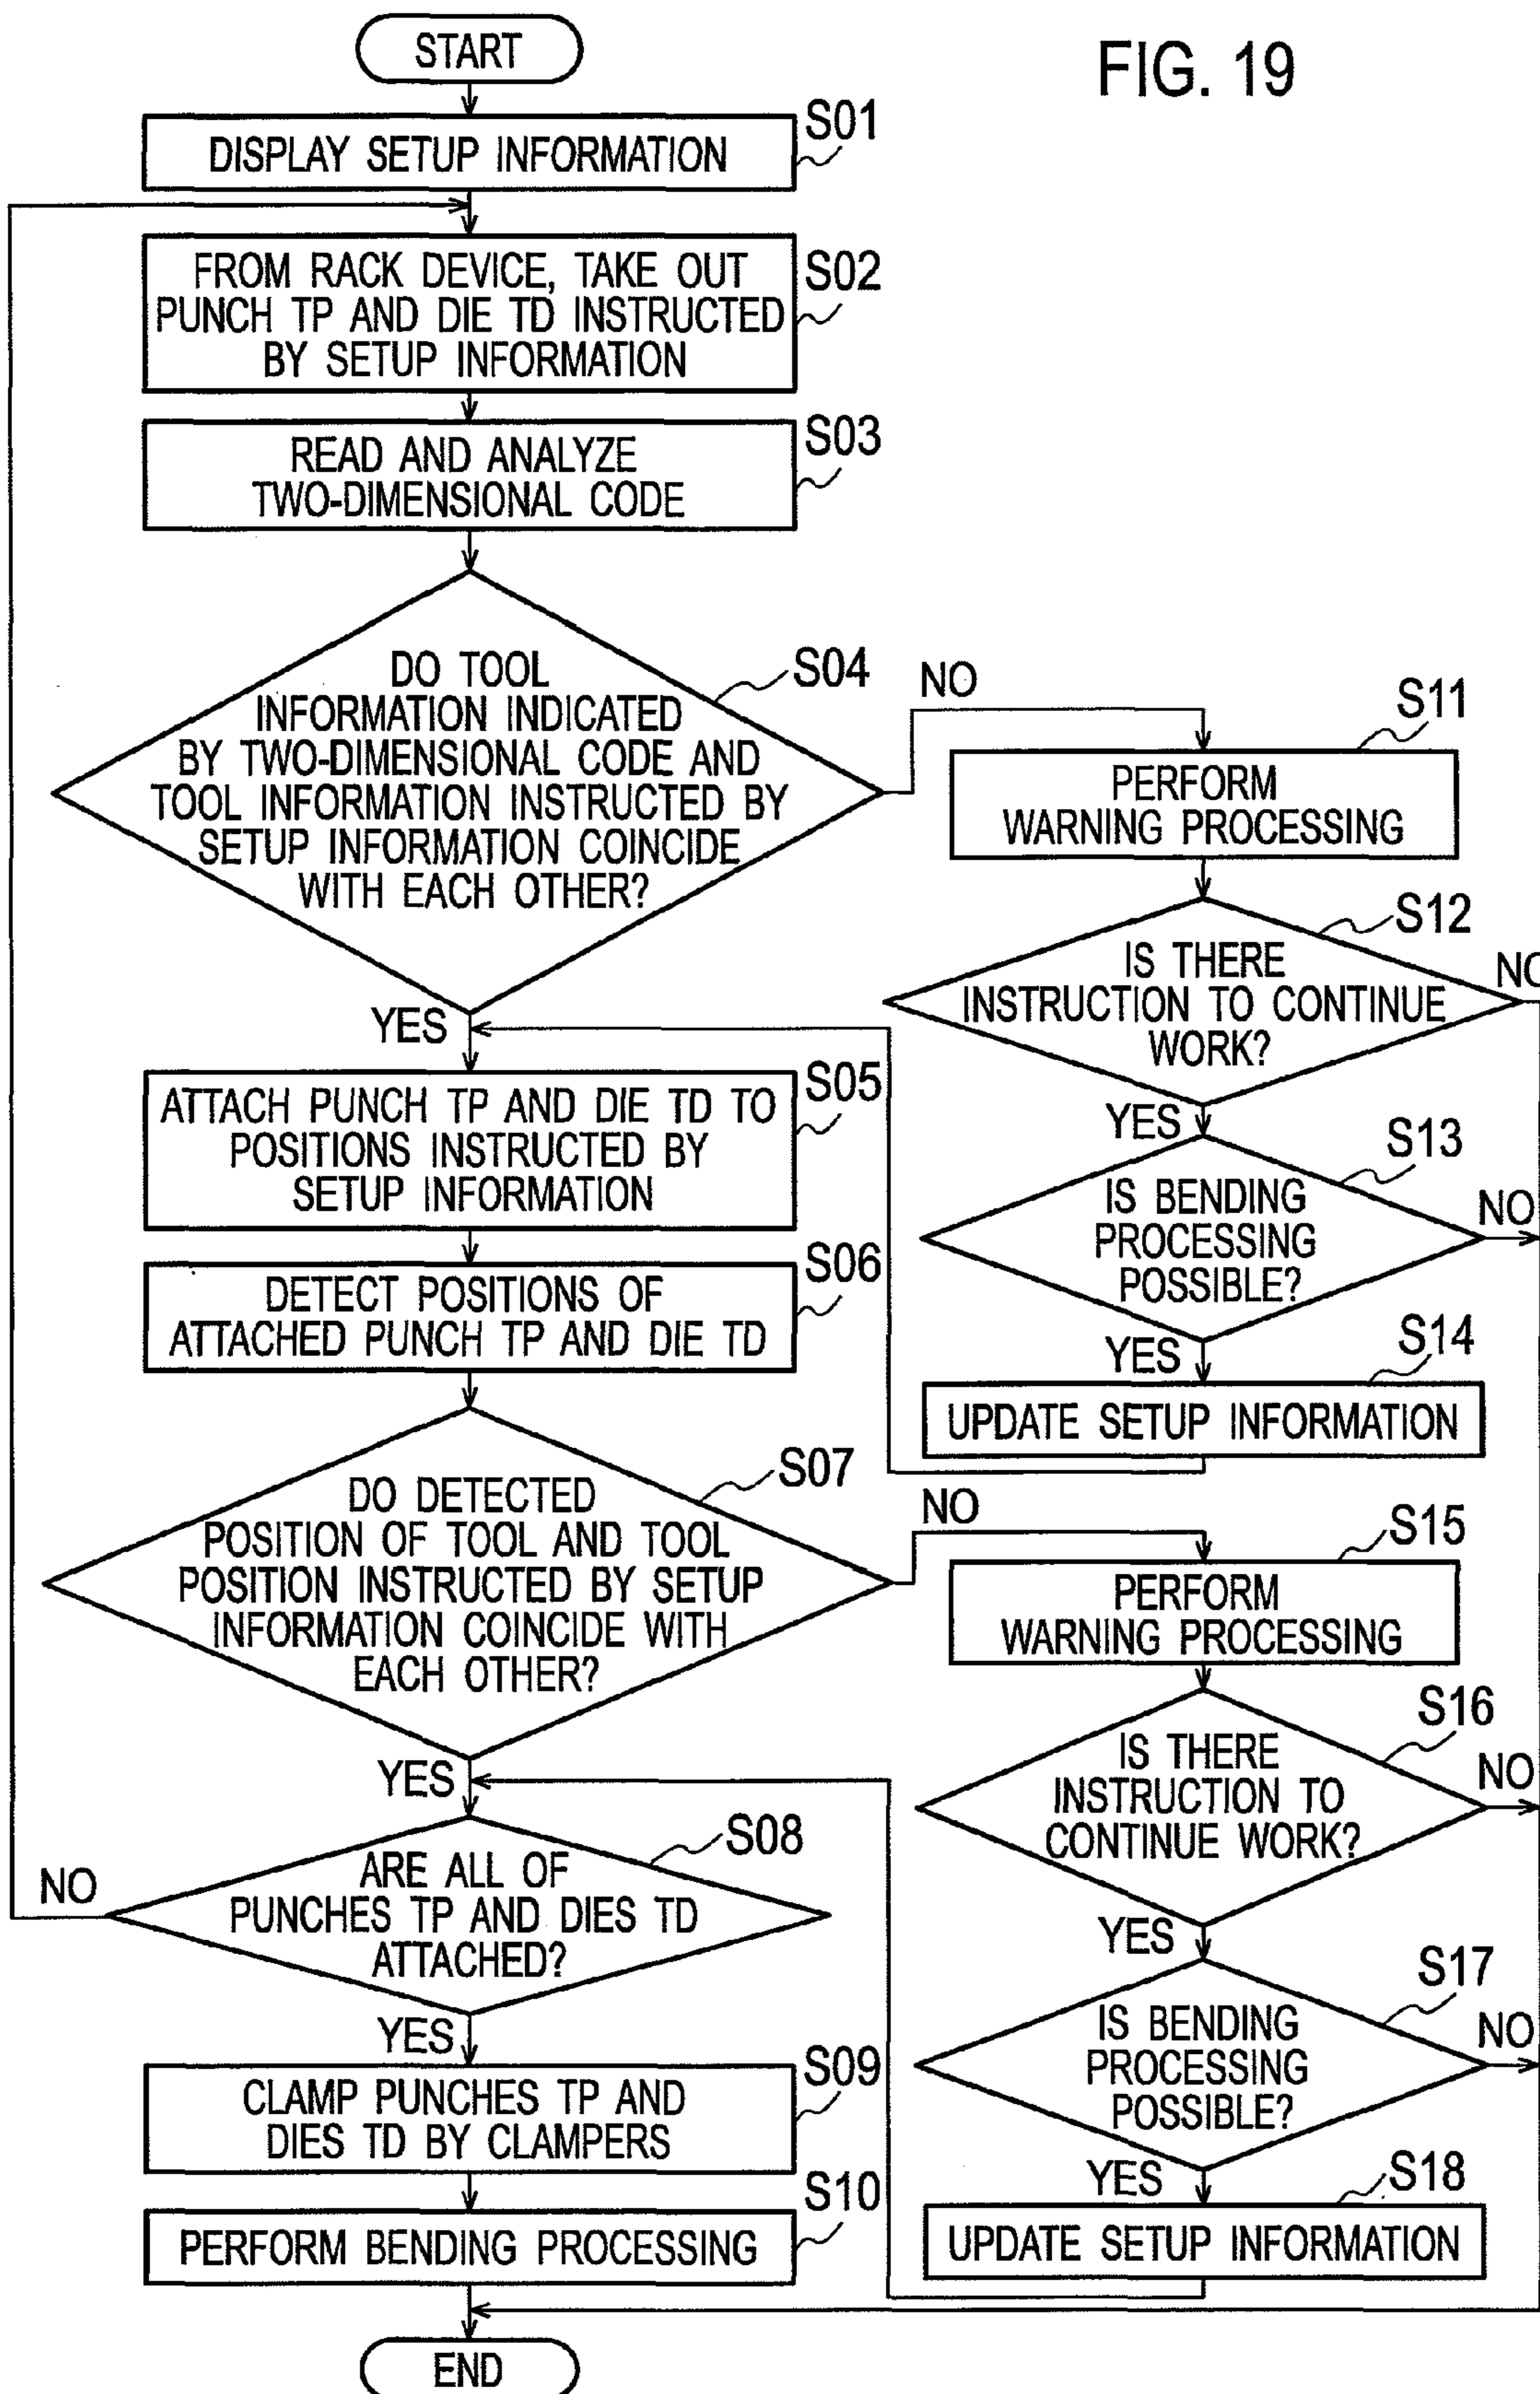 FIG. 19
START
S01
DISPLAY SETUP INFORMATION
S02
FROM RACK DEVICE, TAKE OUT
PUNCH TP AND DIE TD INSTRUCTED
BY SETUP INFORMATION
S03
READ AND ANALYZE
TWO-DIMENSIONAL CODE
S04
DO TOOL
INFORMATION INDICATED
BY TWO-DIMENSIONAL CODE AND
TOOL INFORMATION INSTRUCTED BY
SETUP INFORMATION COINCIDE
WITH EACH OTHER?
NO
YES
S11
PERFORM
WARNING PROCESSING
S12
IS THERE
INSTRUCTION TO CONTINUE
WORK?
NO
YES
S13
IS BENDING
PROCESSING
POSSIBLE?
NO
YES
S14
UPDATE SETUP INFORMATION
S05
ATTACH PUNCH TP AND DIE TD TO
POSITIONS INSTRUCTED BY
SETUP INFORMATION
S06
DETECT POSITIONS OF
ATTACHED PUNCH TP AND DIE TD
S07
DO DETECTED
POSITION OF TOOL AND TOOL
POSITION INSTRUCTED BY SETUP
INFORMATION COINCIDE WITH
EACH OTHER?
NO
YES
S15
PERFORM
WARNING PROCESSING
S16
IS THERE
INSTRUCTION TO
CONTINUE WORK?
NO
YES
S17
IS BENDING
PROCESSING
POSSIBLE?
NO
YES
S18
UPDATE SETUP INFORMATION
S08
ARE ALL OF
PUNCHES TP AND DIES TD
ATTACHED?
NO
YES
S09
CLAMP PUNCHES TP AND
DIES TD BY CLAMPERS
S10
PERFORM BENDING PROCESSING
END